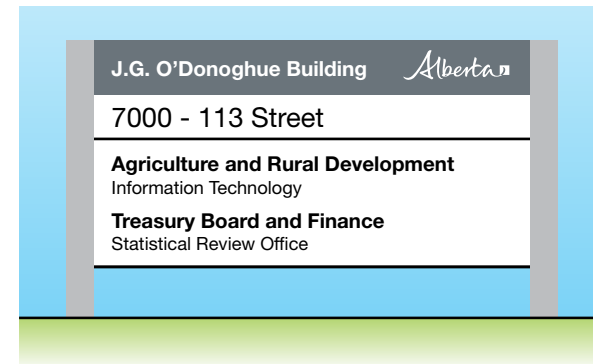 J.G. O’Donoghue Building Alberta
7000 - 113 Street
Agriculture and Rural Development
Information Technology
Treasury Board and Finance
Statistical Review Office